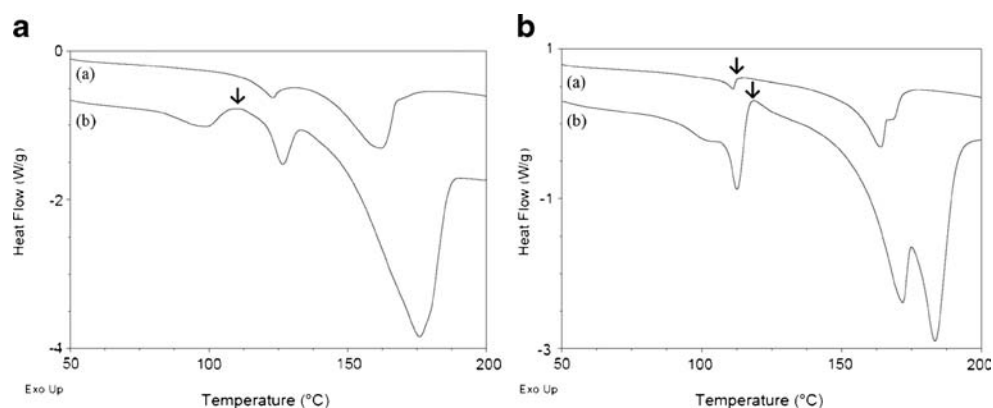 a
0
(a)
(b)
-2
-4
Heat Flow (W/g)
50 100 150 200
Exo Up
Temperature (°C)
b
1
(a)
(b)
-1
-3
Heat Flow (W/g)
50 100 150 200
Exo Up
Temperature (°C)